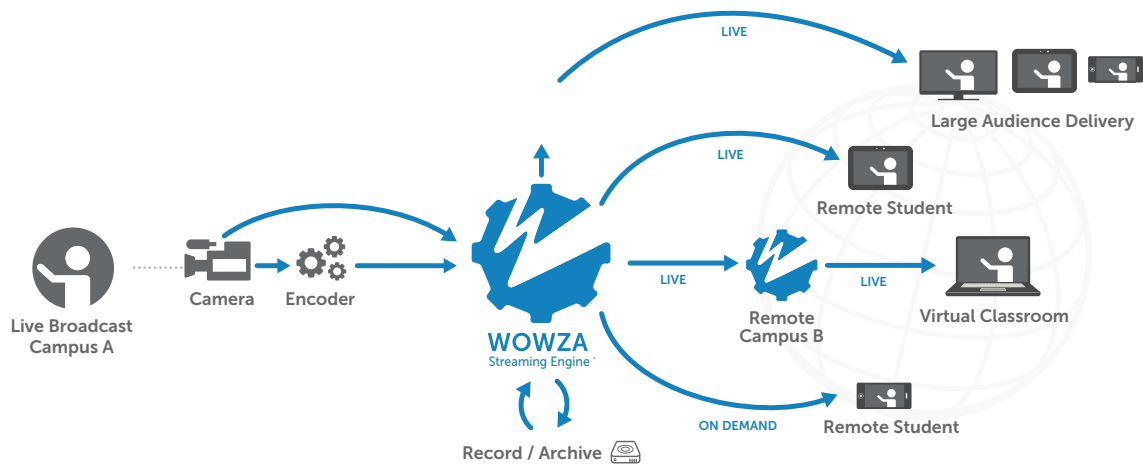 LIVE
Large Audience Delivery
LIVE
Remote Student
Live Broadcast
Campus A
Camera
Encoder
WOWZA
Streaming Engine
LIVE
Remote
Campus B
LIVE
Virtual Classroom
ON DEMAND
Remote Student
Record / Archive